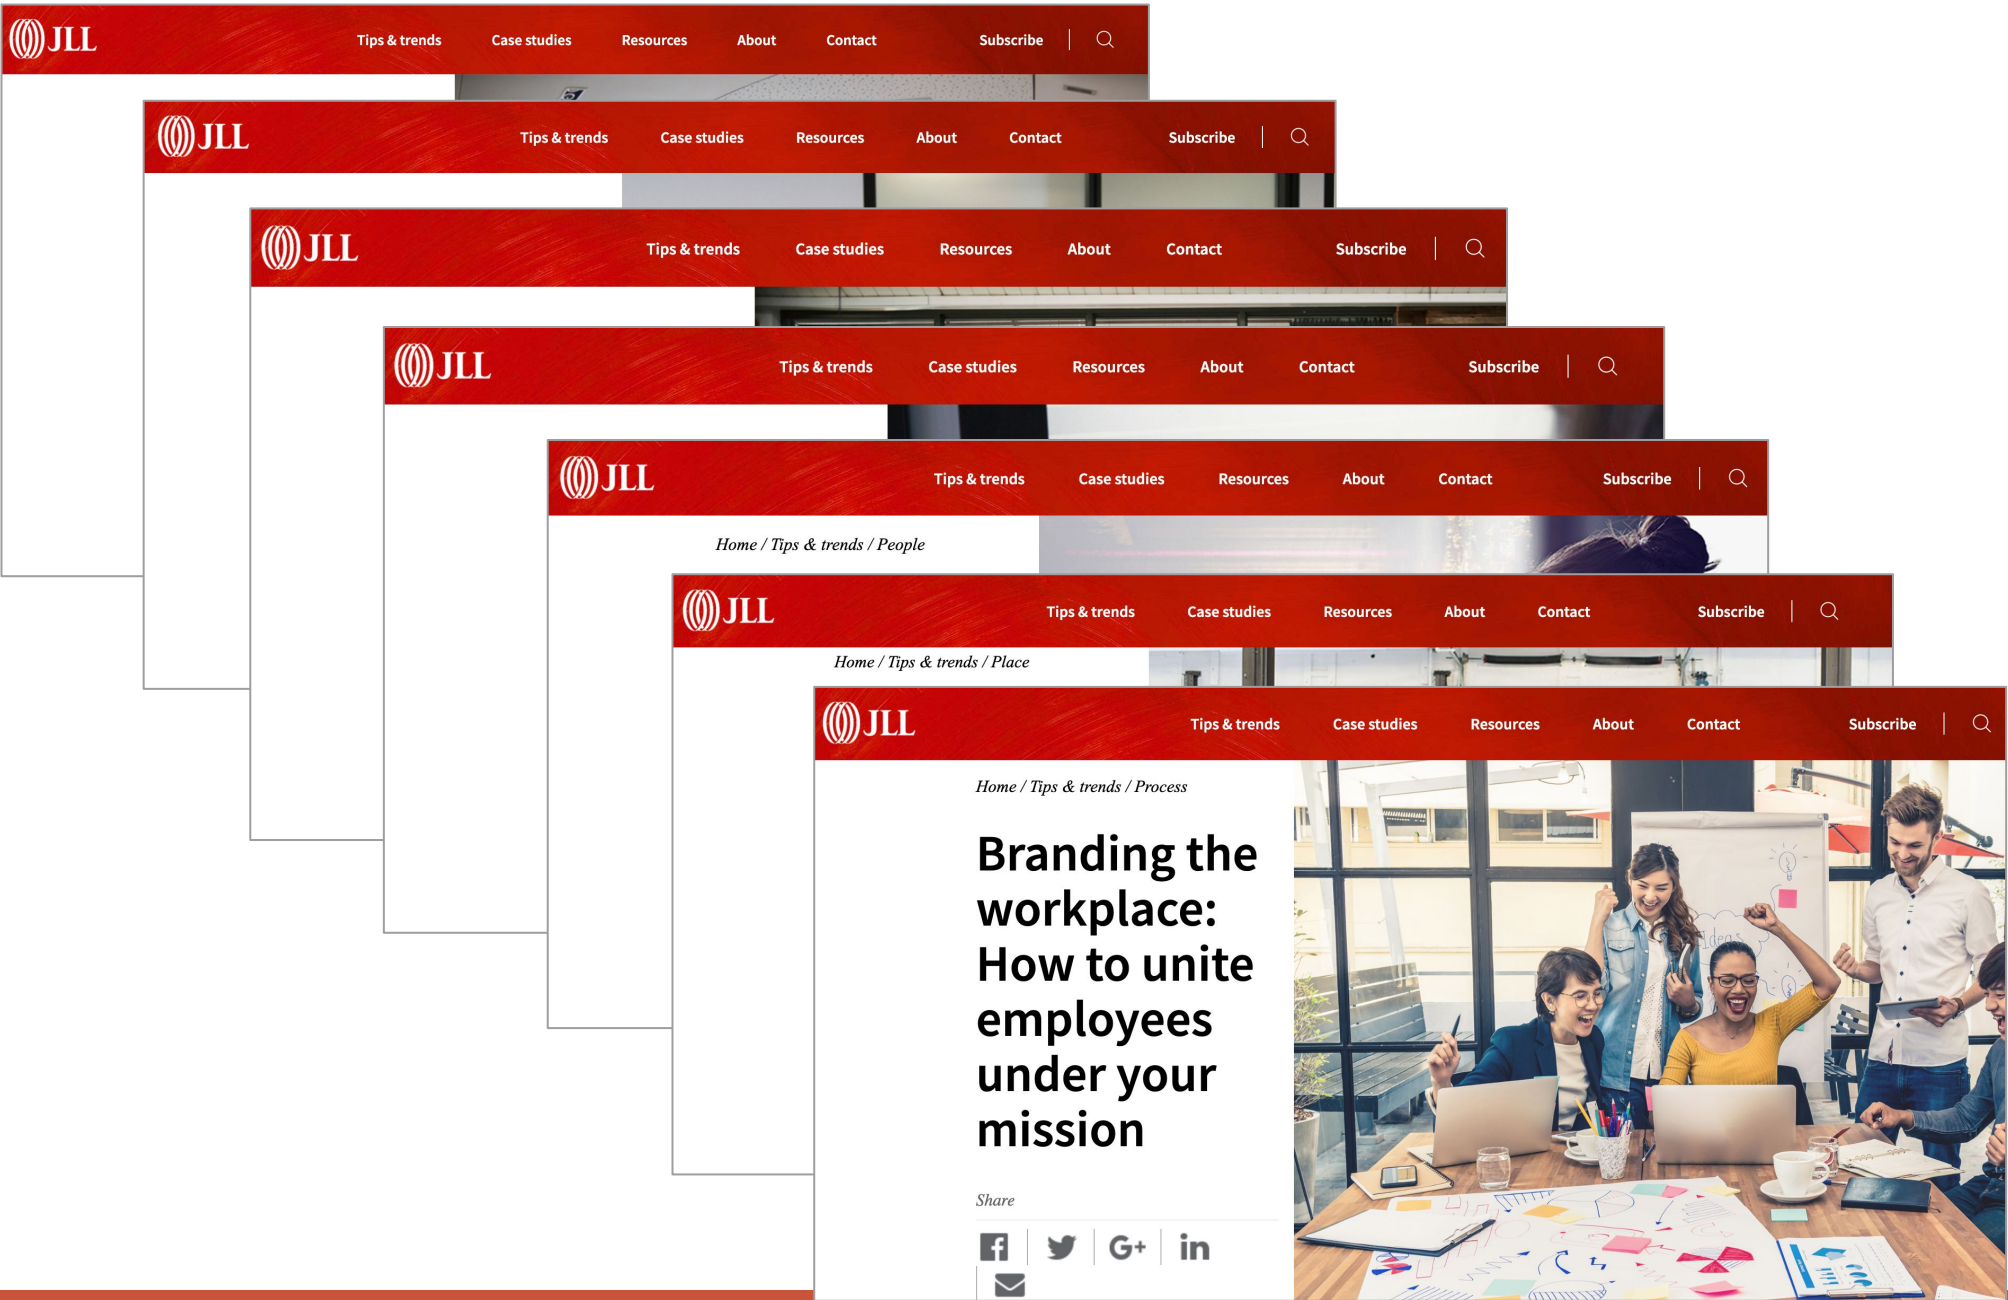 JLL
Tips & trends Case studies Resources About Contact Subscribe
JLL
Tips & trends Case studies Resources About Contact Subscribe
JLL
Tips & trends Case studies Resources About Contact Subscribe
JLL
Tips & trends Case studies Resources About Contact Subscribe
JLL
Tips & trends Case studies Resources About Contact Subscribe
Home / Tips & trends / People
JLL
Tips & trends Case studies Resources About Contact Subscribe
Home / Tips & trends / Place
JLL
Tips & trends Case studies Resources About Contact Subscribe
Home / Tips & trends / Process
Branding the
workplace:
How to unite
employees
under your
mission
Ideas
Share
G+
in